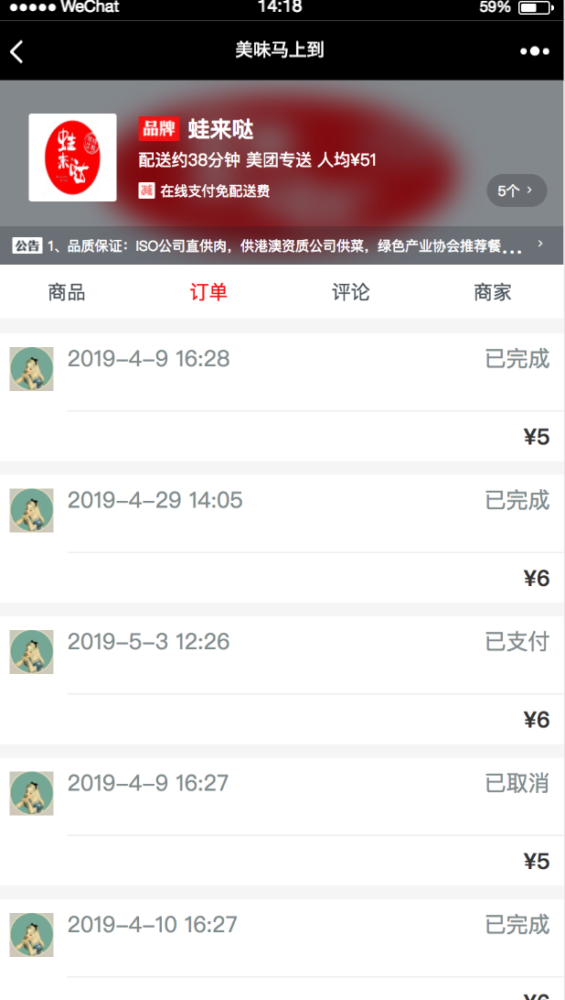 WeChat 14:18 59%
美味马上到
蛙来哒
品牌 蛙来哒
配送约38分钟 美团专送 人均¥51
减 在线支付免配送费
5个
公告 1、品质保证：ISO公司直供肉，供港澳资质公司供菜，绿色产业协会推荐餐...
商品 订单 评论 商家
2019-4-9 16:28 已完成
¥5
2019-4-29 14:05 已完成
¥6
2019-5-3 12:26 已支付
¥6
2019-4-9 16:27 已取消
¥5
2019-4-10 16:27 已完成
¥6